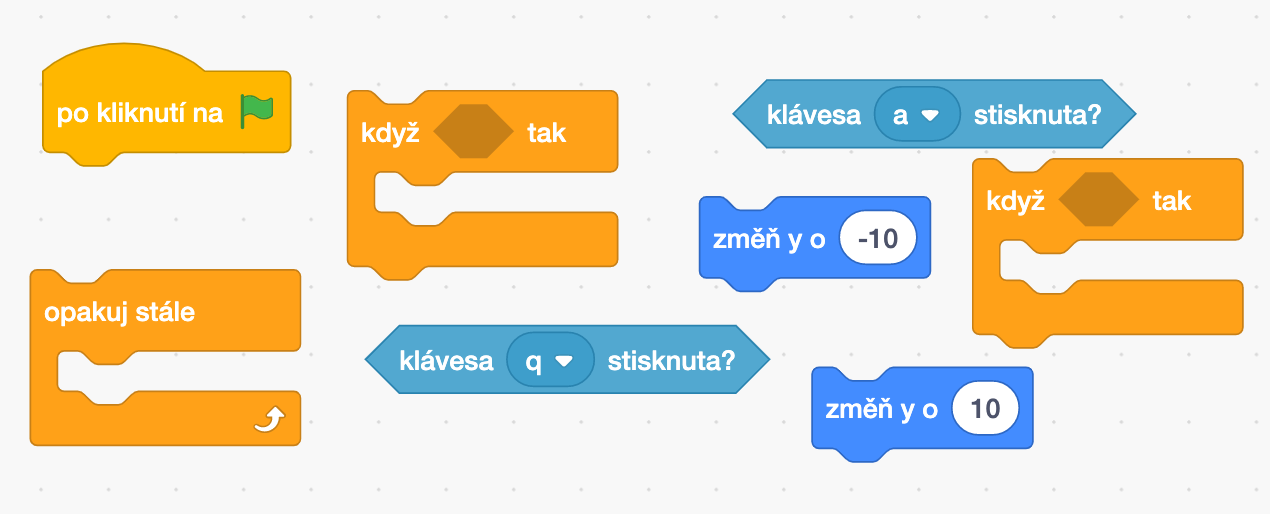 po kliknutí na
když tak
klávesa a stisknuta?
když tak
změň y o -10
opakuj stále
klávesa q stisknuta?
změň y o 10